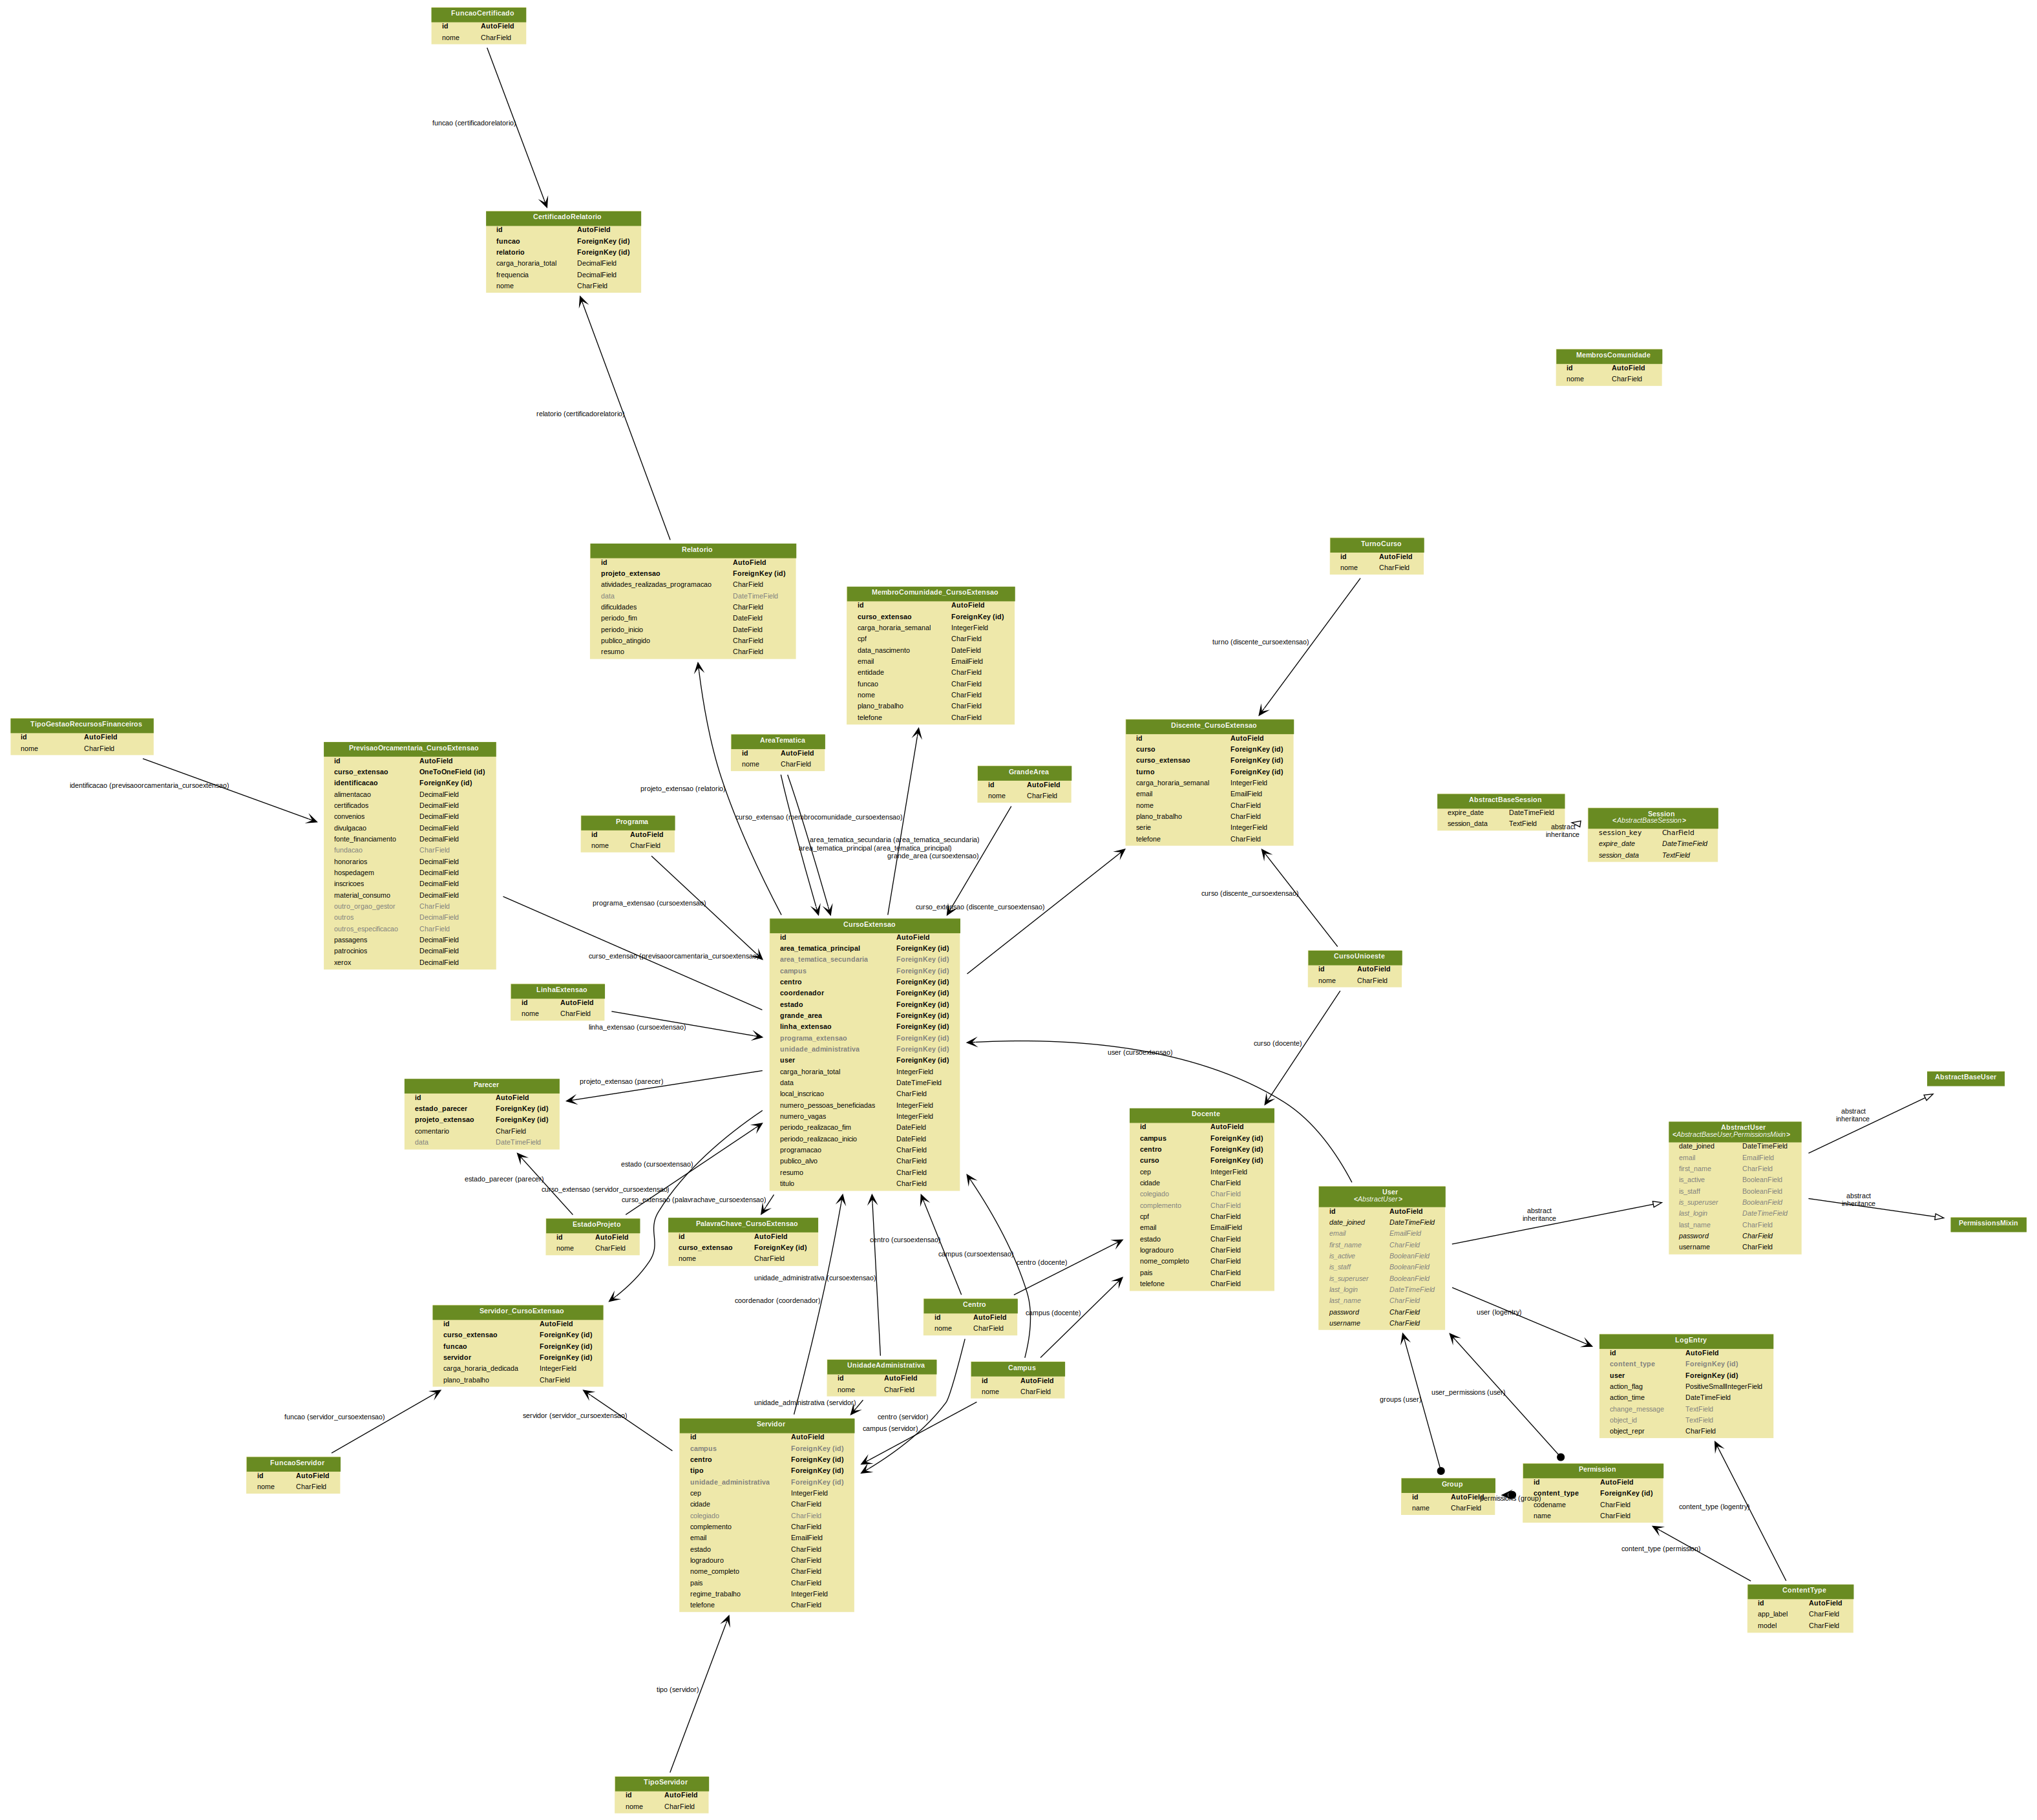 FuncaoCertificado
id AutoField
nome CharField
funcao (certificadorelatorio)
CertificadoRelatorio
id AutoField
funcao ForeignKey (id)
relatorio ForeignKey (id)
carga_horaria_total DecimalField
frequencia DecimalField
nome CharField
MembrosComunidade
id AutoField
nome CharField
relatorio (certificadorelatorio)
Relatorio
id AutoField
projeto_extensao ForeignKey (id)
atividades_realizadas_programacao CharField
data DateTimeField
dificuldades CharField
periodo_fim DateField
periodo_inicio DateField
publico_atingido CharField
resumo CharField
TurnoCurso
id AutoField
nome CharField
MembroComunidade_CursoExtensao
id AutoField
curso_extensao ForeignKey (id)
carga_horaria_semanal IntegerField
cpf CharField
data_nascimento DateField
email EmailField
entidade CharField
funcao CharField
nome CharField
plano_trabalho CharField
telefone CharField
turno (discente_cursoextensao)
TipoGestaoRecursosFinanceiros
id AutoField
nome CharField
identificacao (previsaoorcamentaria_cursoextensao)
PrevisaoOrcamentaria_CursoExtensao
id AutoField
curso_extensao OneToOneField (id)
identificacao ForeignKey (id)
alimentacao DecimalField
certificados DecimalField
convenios DecimalField
divulgacao DecimalField
fonte_financiamento DecimalField
fundacao CharField
honorarios DecimalField
hospedagem DecimalField
inscricoes DecimalField
material_consumo DecimalField
outro_orgao_gestor CharField
outros DecimalField
outros_especificacao CharField
passagens DecimalField
patrocinios DecimalField
xerox DecimalField
AreaTematica
id AutoField
nome CharField
GrandeArea
id AutoField
nome CharField
Discente_CursoExtensao
id AutoField
curso ForeignKey (id)
curso_extensao ForeignKey (id)
turno ForeignKey (id)
carga_horaria_semanal IntegerField
email EmailField
nome CharField
plano_trabalho CharField
serie IntegerField
telefone CharField
projeto_extensao (relatorio)
Programa
id AutoField
nome CharField
curso_extensao (membrocomunidade_cursoextensao)
area_tematica_secundaria (area_tematica_secundaria)
area_tematica_principal (area_tematica_principal)
grande_area (cursoextensao)
AbstractBaseSession
expire_date DateTimeField
session_data TextField
abstract
inheritance
Session
<AbstractBaseSession>
session_key CharField
expire_date DateTimeField
session_data TextField
programa_extensao (cursoextensao)
curso_extensao (discente_cursoextensao)
curso (discente_cursoextensao)
CursoExtensao
id AutoField
area_tematica_principal ForeignKey (id)
area_tematica_secundaria ForeignKey (id)
campus ForeignKey (id)
centro ForeignKey (id)
coordenador ForeignKey (id)
estado ForeignKey (id)
grande_area ForeignKey (id)
linha_extensao ForeignKey (id)
programa_extensao ForeignKey (id)
unidade_administrativa ForeignKey (id)
user ForeignKey (id)
carga_horaria_total IntegerField
data DateTimeField
local_inscricao CharField
numero_pessoas_beneficiadas IntegerField
numero_vagas IntegerField
periodo_realizacao_fim DateField
periodo_realizacao_inicio DateField
programacao CharField
publico_alvo CharField
resumo CharField
titulo CharField
curso_extensao (previsaoorcamentaria_cursoextensao)
CursoUnioeste
id AutoField
nome CharField
LinhaExtensao
id AutoField
nome CharField
linha_extensao (cursoextensao)
user (cursoextensao)
curso (docente)
Parecer
id AutoField
estado_parecer ForeignKey (id)
projeto_extensao ForeignKey (id)
comentario CharField
data DateTimeField
projeto_extensao (parecer)
Docente
id AutoField
campus ForeignKey (id)
centro ForeignKey (id)
curso ForeignKey (id)
cep IntegerField
cidade CharField
colegiado CharField
complemento CharField
cpf CharField
email EmailField
estado CharField
logradouro CharField
nome_completo CharField
pais CharField
telefone CharField
AbstractBaseUser
abstract
inheritance
AbstractUser
<AbstractBaseUser,PermissionsMixin>
date_joined DateTimeField
email EmailField
first_name CharField
is_active BooleanField
is_staff BooleanField
is_superuser BooleanField
last_login DateTimeField
last_name CharField
password CharField
username CharField
abstract
inheritance
PermissionsMixin
estado_parecer (parecer)
estado (cursoextensao)
curso_extensao (servidor_cursoextensao)
curso_extensao (palavrachave_cursoextensao)
EstadoProjeto
id AutoField
nome CharField
PalavraChave_CursoExtensao
id AutoField
curso_extensao ForeignKey (id)
nome CharField
User
<AbstractUser>
id AutoField
date_joined DateTimeField
email EmailField
first_name CharField
is_active BooleanField
is_staff BooleanField
is_superuser BooleanField
last_login DateTimeField
last_name CharField
password CharField
username CharField
abstract
inheritance
centro (cursoextensao)
campus (cursoextensao)
centro (docente)
unidade_administrativa (cursoextensao)
coordenador (coordenador)
campus (docente)
Servidor_CursoExtensao
id AutoField
curso_extensao ForeignKey (id)
funcao ForeignKey (id)
servidor ForeignKey (id)
carga_horaria_dedicada IntegerField
plano_trabalho CharField
Centro
id AutoField
nome CharField
user (logentry)
LogEntry
id AutoField
content_type ForeignKey (id)
user ForeignKey (id)
action_flag PositiveSmallIntegerField
action_time DateTimeField
change_message TextField
object_id TextField
object_repr CharField
UnidadeAdministrativa
id AutoField
nome CharField
Campus
id AutoField
nome CharField
groups (user)
user_permissions (user)
funcao (servidor_cursoextensao)
servidor (servidor_cursoextensao)
unidade_administrativa (servidor)
centro (servidor)
campus (servidor)
FuncaoServidor
id AutoField
nome CharField
Servidor
id AutoField
campus ForeignKey (id)
centro ForeignKey (id)
tipo ForeignKey (id)
unidade_administrativa ForeignKey (id)
cep IntegerField
cidade CharField
colegiado CharField
complemento CharField
email EmailField
estado CharField
logradouro CharField
nome_completo CharField
pais CharField
regime_trabalho IntegerField
telefone CharField
Group
id AutoField
name CharField
permissions (group)
Permission
id AutoField
content_type ForeignKey (id)
codename CharField
name CharField
content_type (logentry)
content_type (permission)
ContentType
id AutoField
app_label CharField
model CharField
tipo (servidor)
TipoServidor
id AutoField
nome CharField